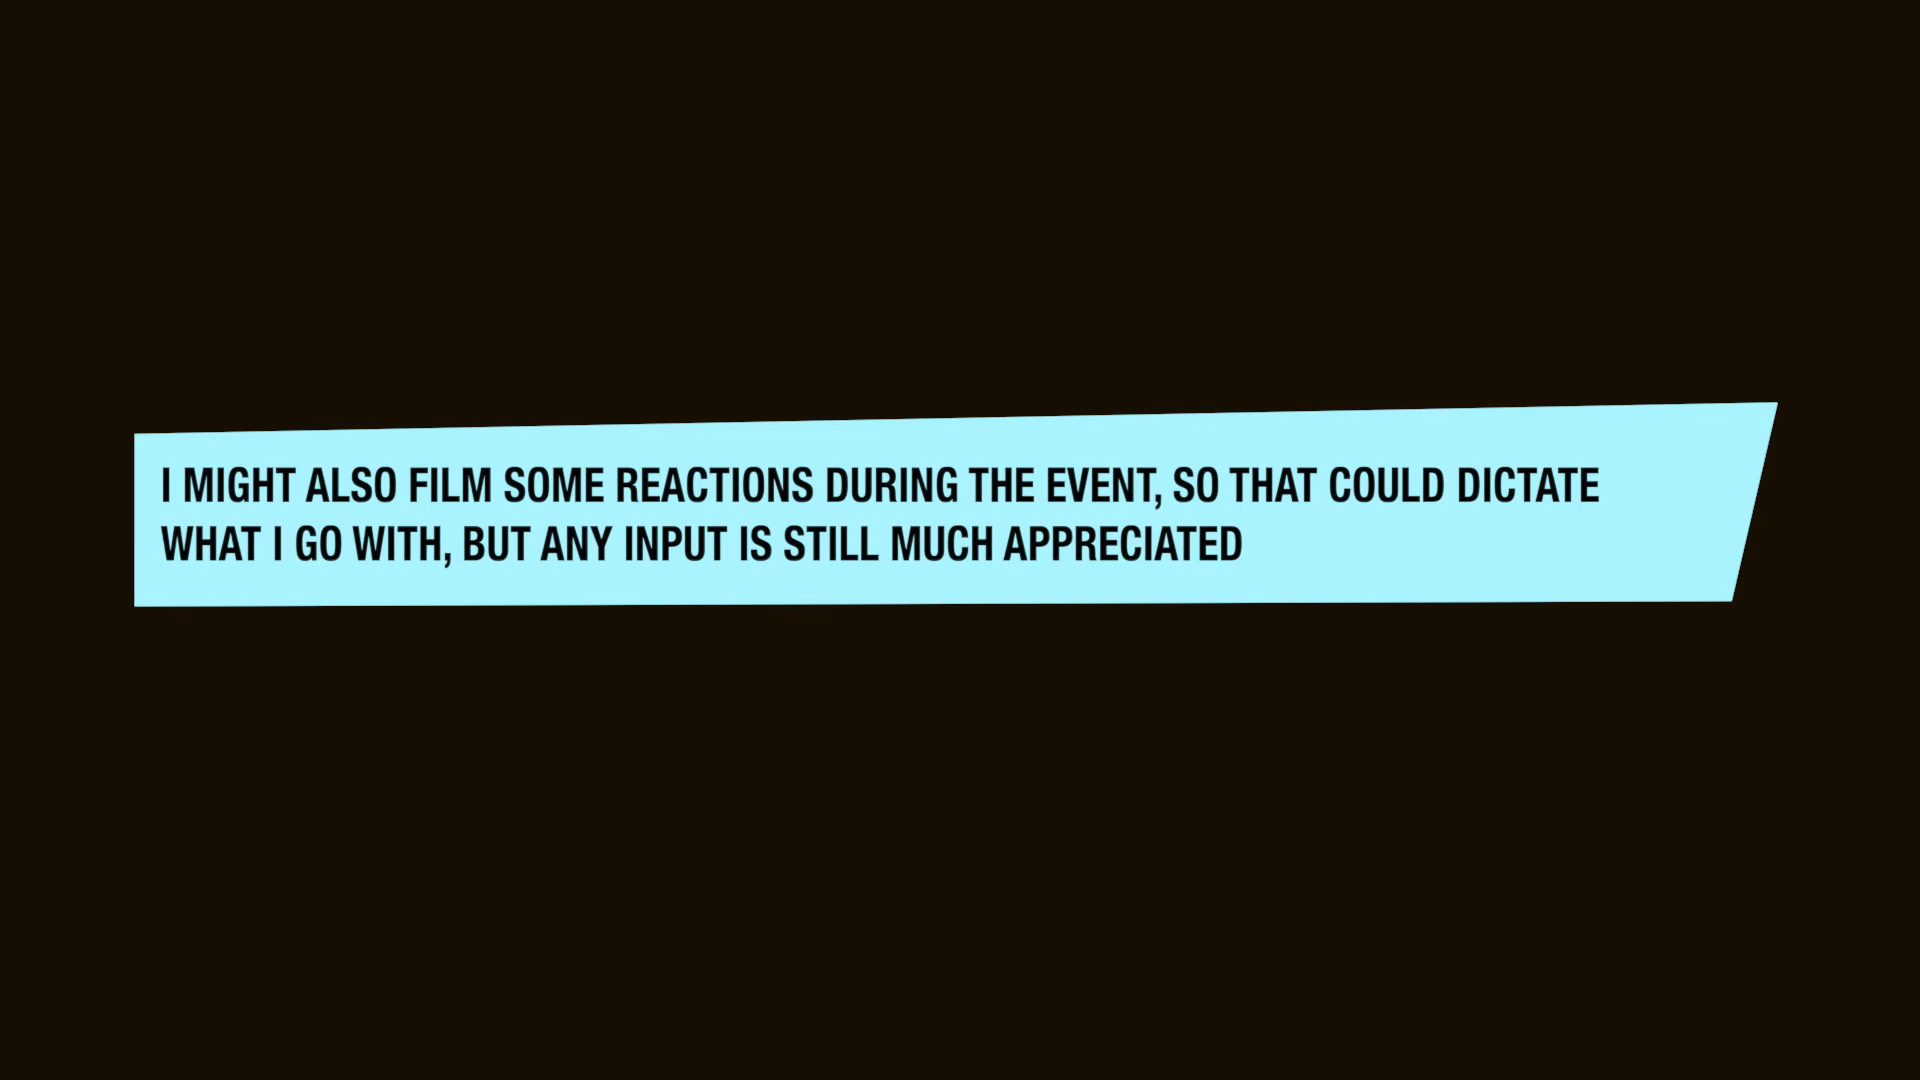 I MIGHT ALSO FILM SOME REACTIONS DURING THE EVENT, SO THAT COULD DICTATE
WHAT I GO WITH, BUT ANY INPUT IS STILL MUCH APPRECIATED